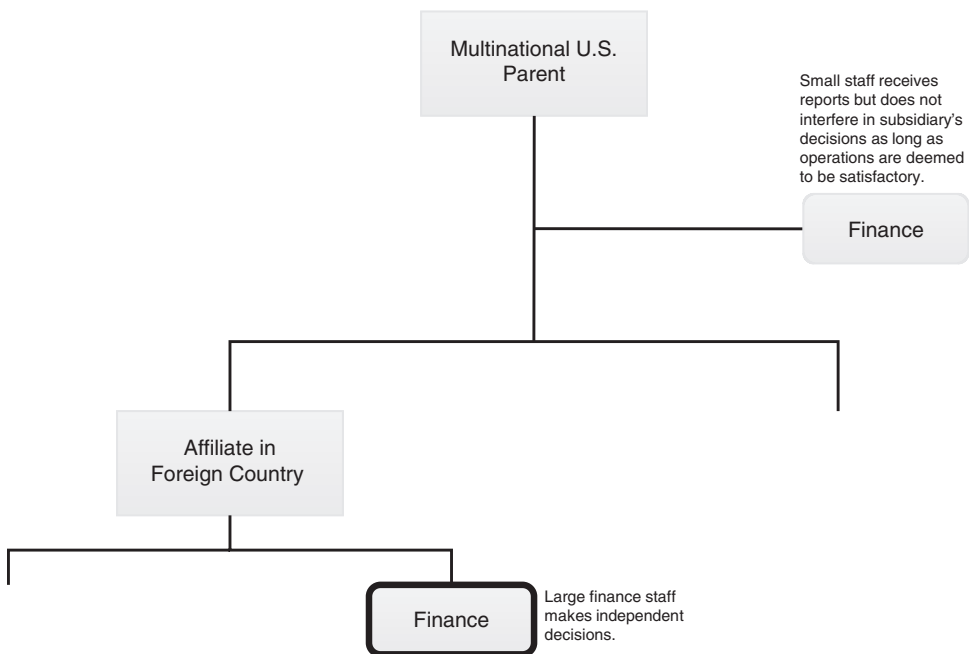 Multinational U.S.
Parent
Small staff receives
reports but does not
interfere in subsidiary's
decisions as long as
operations are deemed
to be satisfactory.
Finance
Affiliate in
Foreign Country
Finance
Large finance staff
makes independent
decisions.